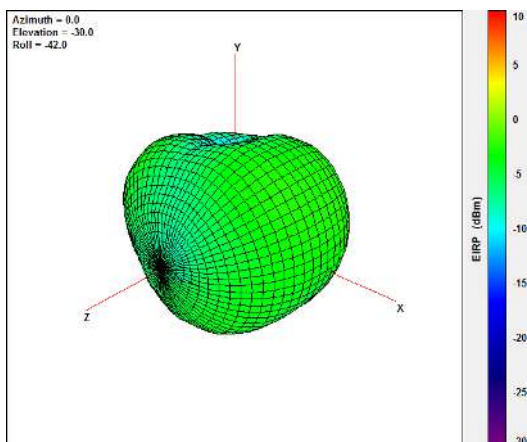 Azimuth = 0.0
Elevation = -30.0
Roll = -42.0
Y
Z
X
10
5
0
-5
-10
-15
-20
-25
-30
EIRP (dBm)